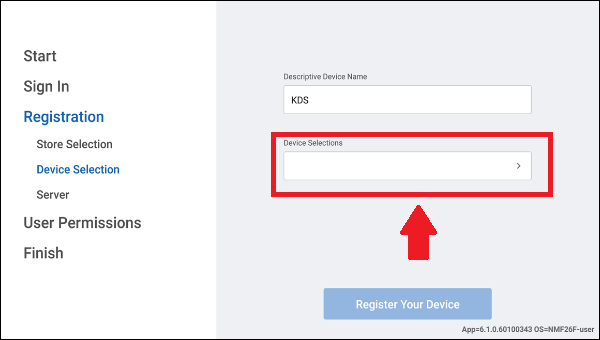 Start
Sign In
Registration
Store Selection
Device Selection
Server
User Permissions
Finish
Descriptive Device Name
KDS
Device Selections
Register Your Device
App=6.1.0.60100343 OS=NMF26F-user